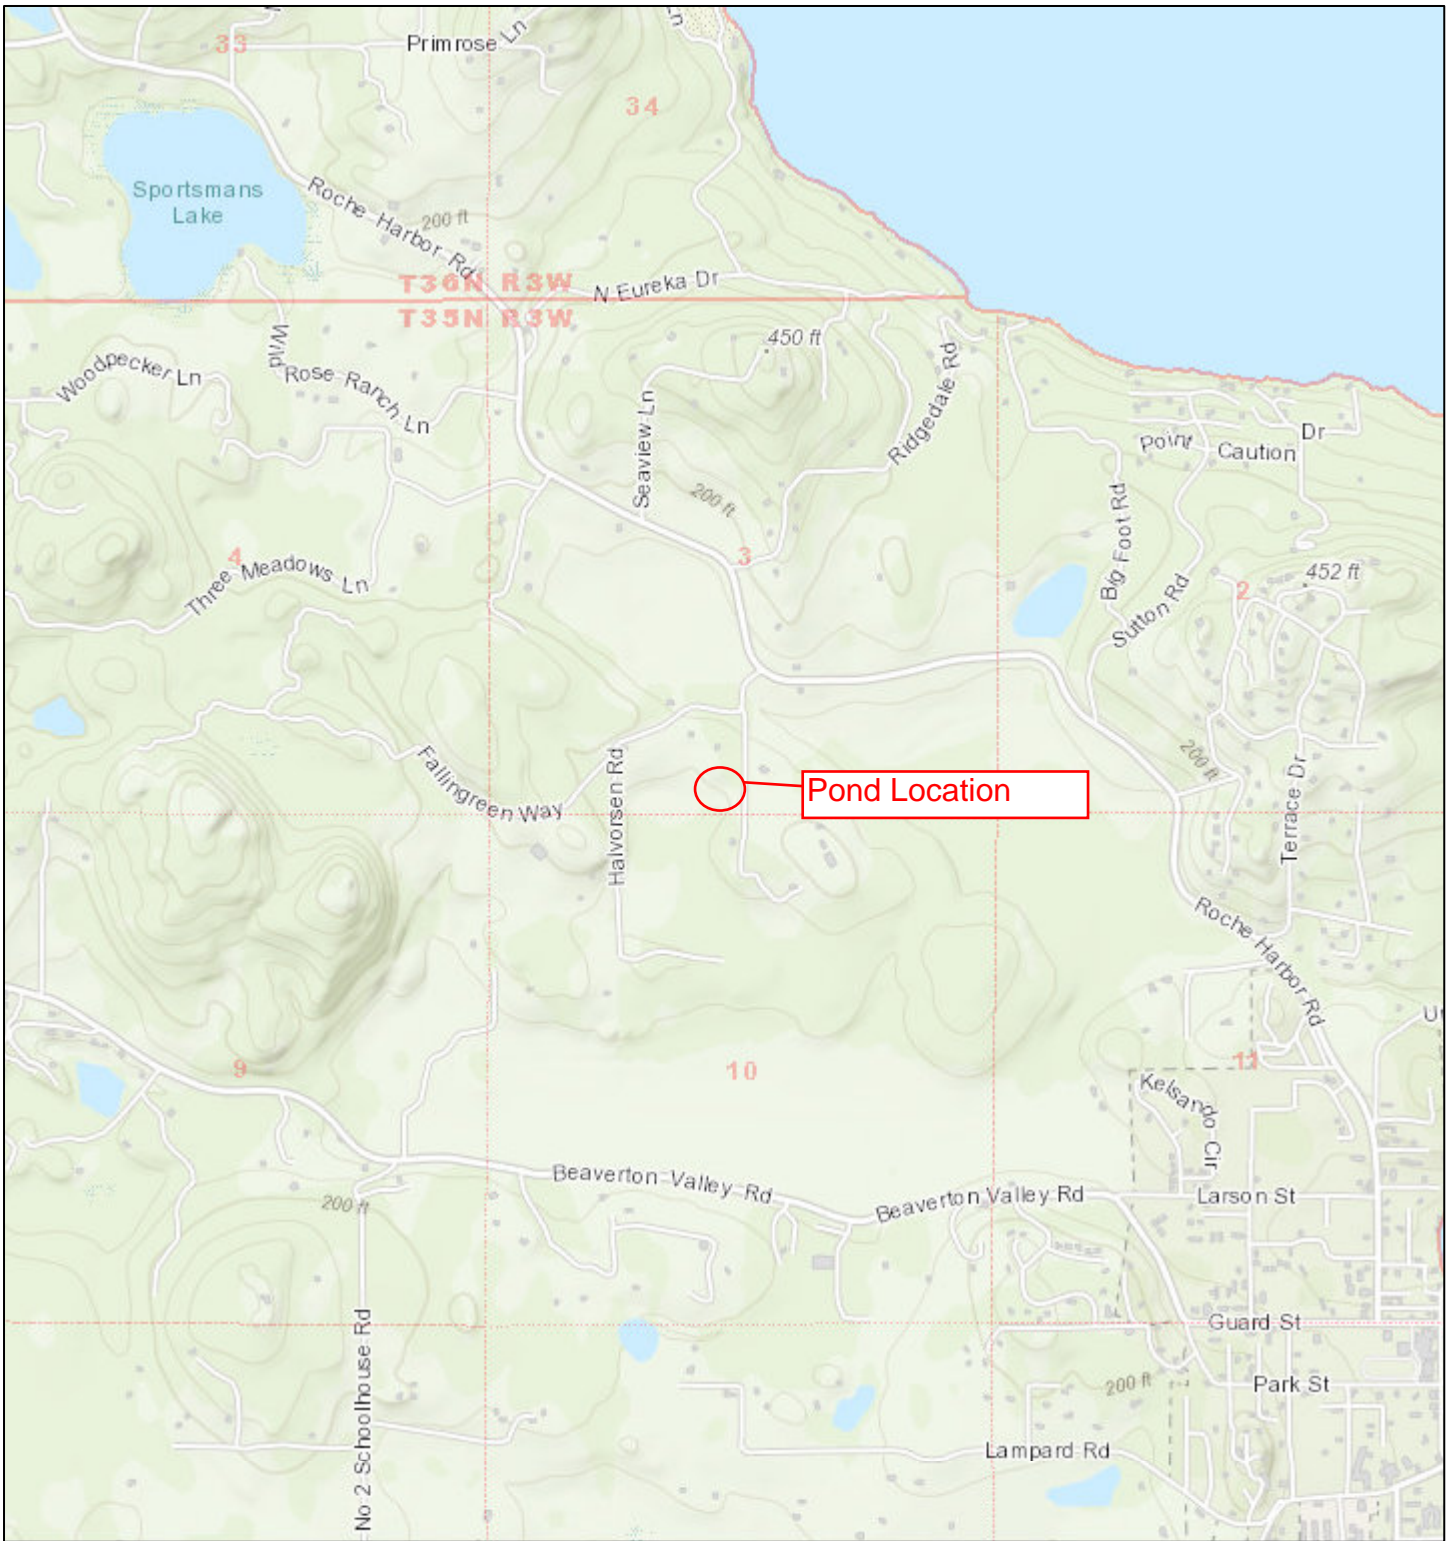 33
Primrose Ln
Ln
34
Sportsmans
Lake
Roche Harbor Rd
200 ft
T36N R3W
T35N R3W
N Eureka Dr
450 ft
Woodpecker Ln
Wild
Rose Ranch Ln
Seaview Ln
Ridgedale Rd
Point Caution Dr
200 ft
Big Foot Rd
4
3
Three Meadows Ln
Sutton Rd
2
452 ft
Fallingreen Way
Halvorsen Rd
Pond Location
200 ft
Terrace Dr
Roche Harbor Rd
9
10
11
Kelsando Cir
Beaverton Valley Rd
Beaverton Valley Rd
Larson St
200 ft
No 2 Schoolhouse Rd
Guard St
200 ft
Park St
Lampard Rd